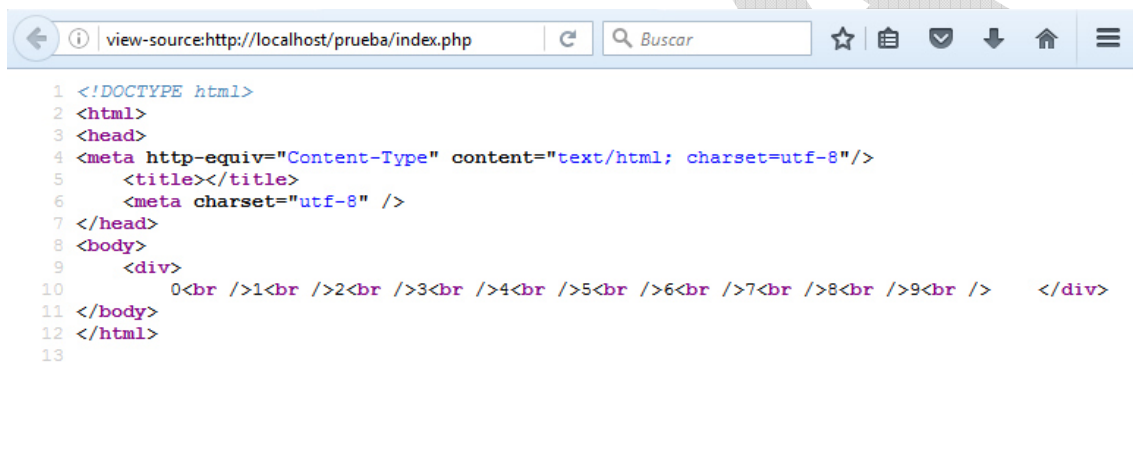 view-source:http://localhost/prueba/index.php Buscar
1 <!DOCTYPE html>
2 <html>
3 <head>
4 <meta http-equiv="Content-Type" content="text/html; charset=utf-8"/>
5     <title></title>
6     <meta charset="utf-8" />
7 </head>
8 <body>
9     <div>
10         0<br />1<br />2<br />3<br />4<br />5<br />6<br />7<br />8<br />9<br />    </div>
11 </body>
12 </html>
13